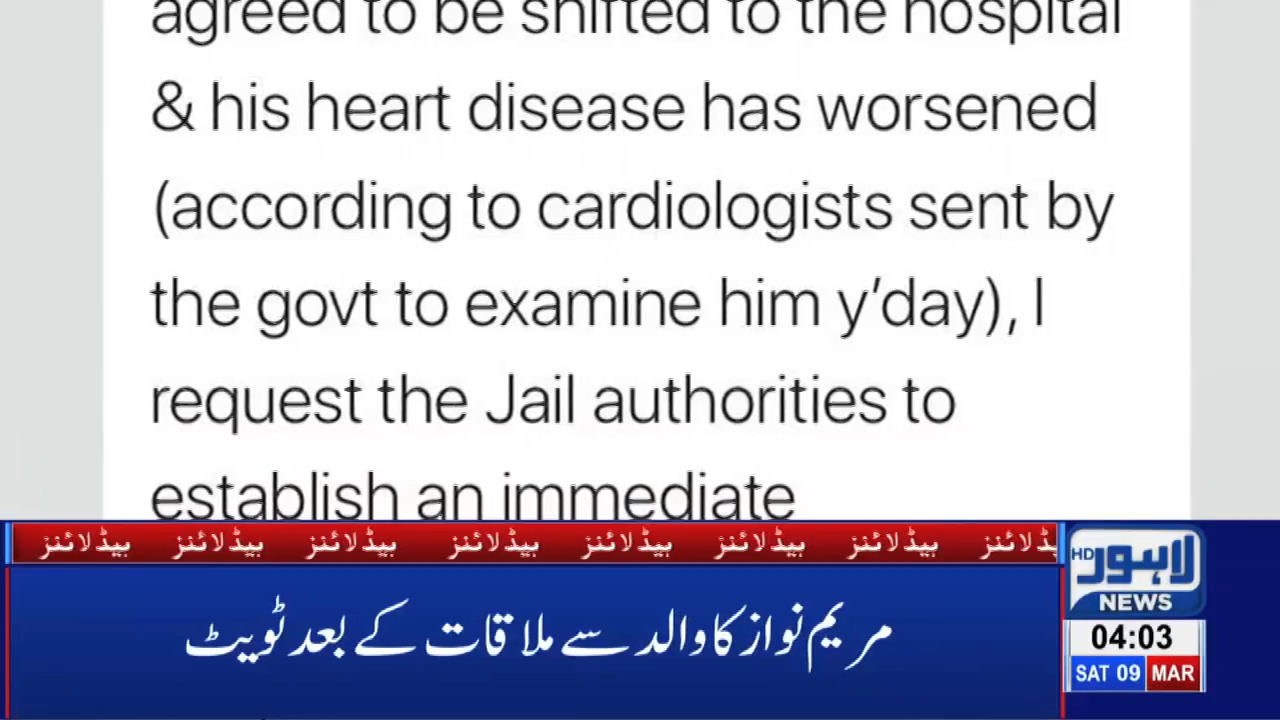 agreed to be shifted to the hospital
& his heart disease has worsened
(according to cardiologists sent by
the govt to examine him y'day), I
request the Jail authorities to
establish an immediate
ہیڈلائنز ہیڈلائنز ہیڈلائنز ہیڈلائنز ہیڈلائنز ہیڈلائنز ہیڈلائنز ہیڈلائنز
مریم نواز کا والد سے ملاقات کے بعد ٹویٹ
لاہور HD
NEWS
04:03
SAT 09 MAR